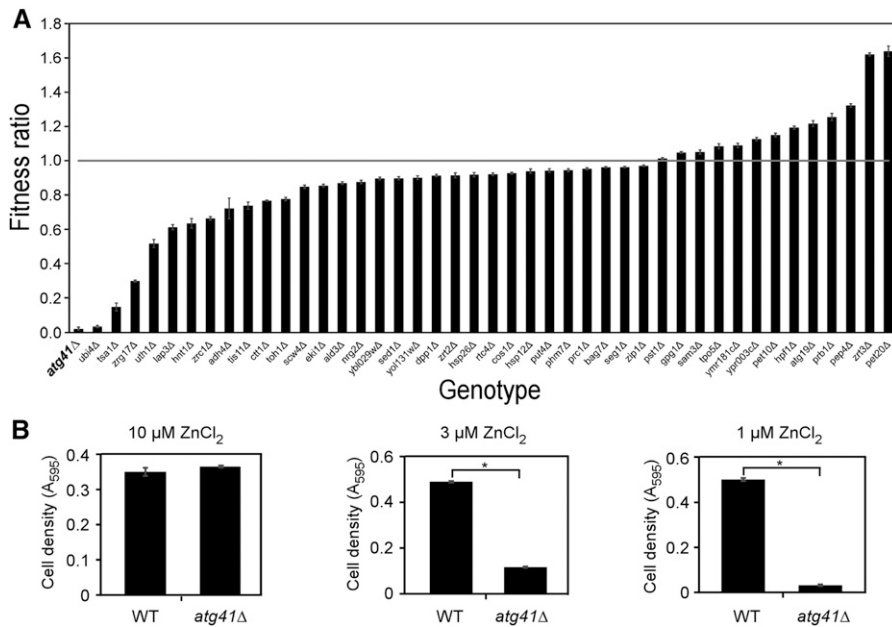 A
Fitness ratio
1.8
1.6
1.4
1.2
1.0
0.8
0.6
0.4
0.2
0.0
atg41Δ
ubi4Δ
tsa1Δ
zrg17Δ
uth1Δ
lap3Δ
hnt1Δ
zrc1Δ
adh4Δ
tis11Δ
ctt1Δ
toh1Δ
scw4Δ
eki1Δ
ald3Δ
nrg2Δ
ybl029wΔ
sed1Δ
yol131wΔ
dpp1Δ
zrt2Δ
hsp26Δ
rtc4Δ
cos1Δ
hsp12Δ
put4Δ
phm7Δ
prc1Δ
bag7Δ
seg1Δ
zip1Δ
pst1Δ
gpg1Δ
sam3Δ
tpo5Δ
ymr181cΔ
ypr003cΔ
pet10Δ
hpf1Δ
atg19Δ
prb1Δ
pep4Δ
zrt3Δ
pet20Δ
Genotype
B
10 µM ZnCl₂
Cell density (A₅₉₅)
0.4
0.3
0.2
0.1
0
WT
atg41Δ
3 µM ZnCl₂
Cell density (A₅₉₅)
0.6
0.4
0.2
0
*
WT
atg41Δ
1 µM ZnCl₂
Cell density (A₅₉₅)
0.6
0.4
0.2
0
*
WT
atg41Δ